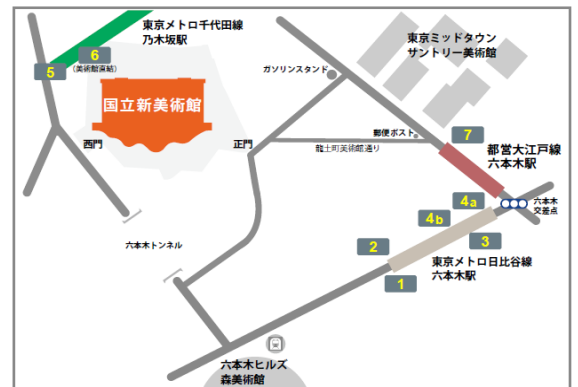 東京メトロ千代田線
乃木坂駅
6
(美術館直結)
5
国立新美術館
西門
正門
ガソリンスタンド
東京ミッドタウン
サントリー美術館
郵便ポスト
龍土町美術館通り
7
都営大江戸線
六本木駅
六本木
交差点
4a
4b
3
2
1
東京メトロ日比谷線
六本木駅
六本木トンネル
六本木ヒルズ
森美術館